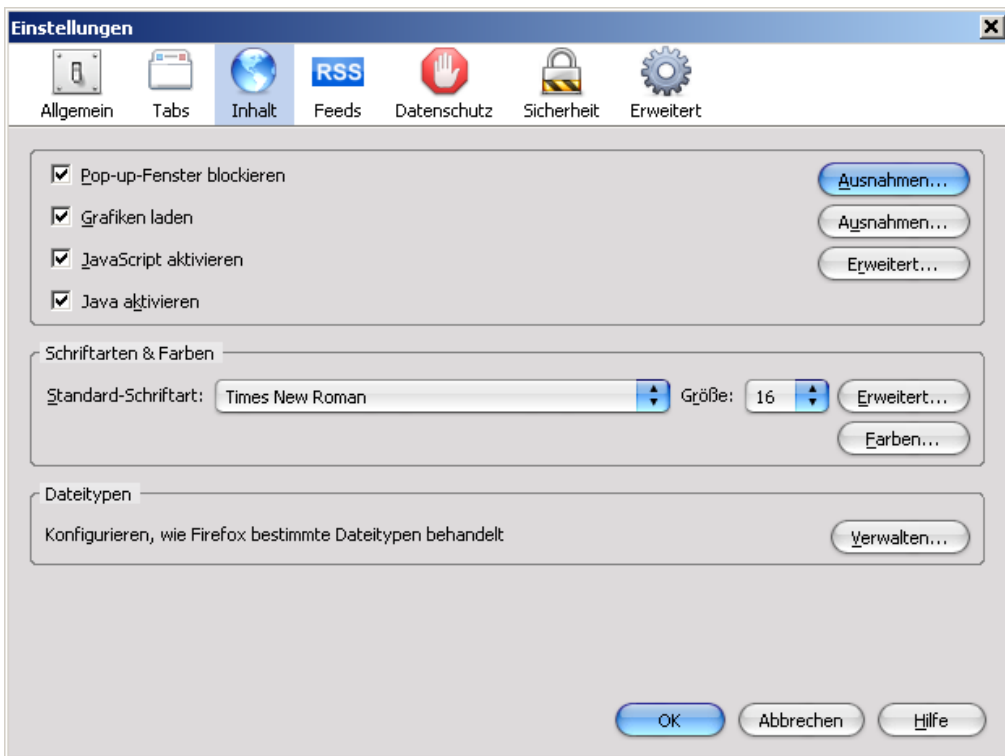 Einstellungen
Allgemein Tabs Inhalt RSS Feeds Datenschutz Sicherheit Erweitert
Pop-up-Fenster blockieren Ausnahmen...
Grafiken laden Ausnahmen...
JavaScript aktivieren Erweitert...
Java aktivieren
Schriftarten & Farben
Standard-Schriftart: Times New Roman Größe: 16 Erweitert...
Farben...
Dateitypen
Konfigurieren, wie Firefox bestimmte Dateitypen behandelt Verwalten...
OK Abbrechen Hilfe